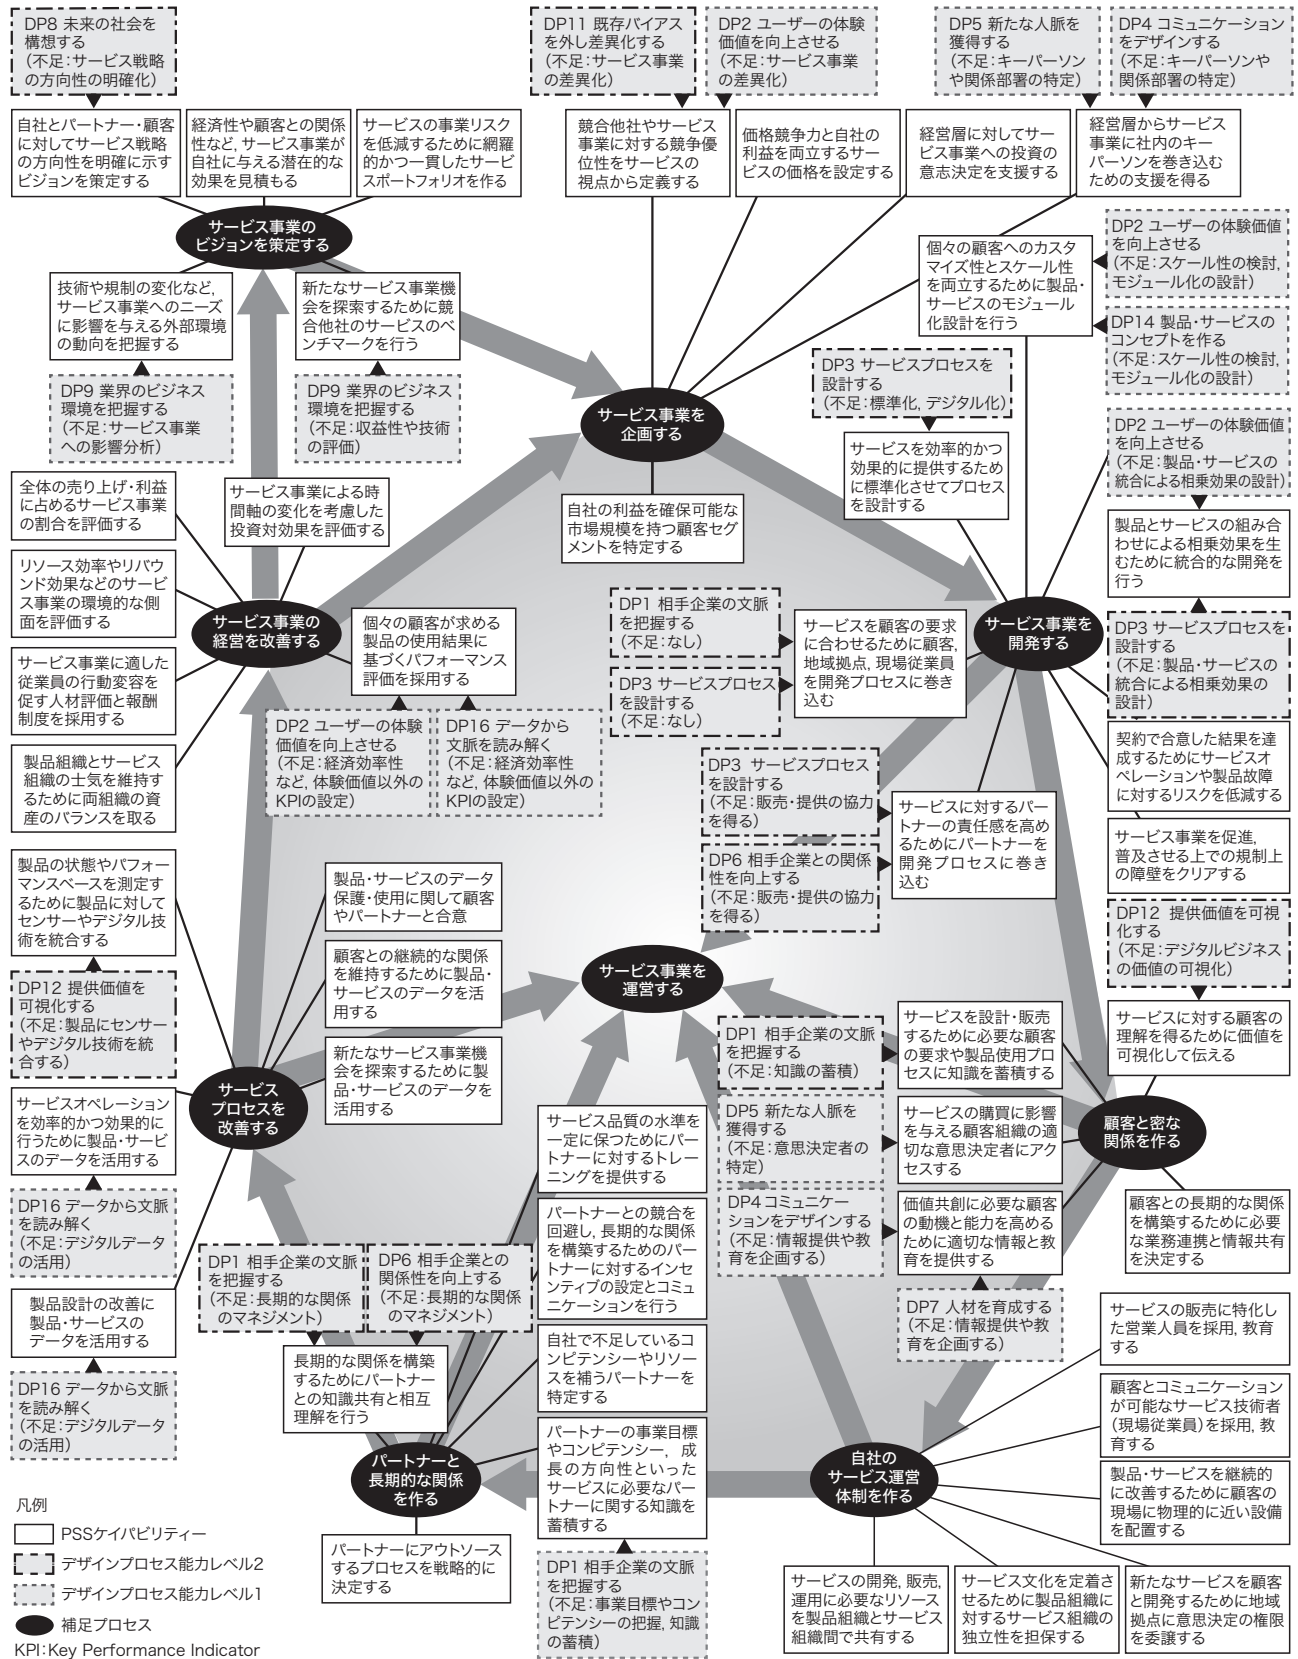 DP8 未来の社会を
構想する
(不足：サービス戦略
の方向性の明確化)
DP11 既存バイアス
を外し差異化する
(不足：サービス事業
の差異化)
DP2 ユーザーの体験
価値を向上させる
(不足：サービス事業
の差異化)
DP5 新たな人脈を
獲得する
(不足：キーパーソン
や関係部署の特定)
DP4 コミュニケーション
をデザインする
(不足：キーパーソンや
関係部署の特定)
自社とパートナー・顧客
に対してサービス戦略
の方向性を明確に示す
ビジョンを策定する
経済性や顧客との関係
性など，サービス事業が
自社に与える潜在的な
効果を見積もる
サービスの事業リスク
を低減するために網羅
的かつ一貫したサービ
スポートフォリオを作る
競合他社やサービス
事業に対する競争優
位性をサービスの
視点から定義する
価格競争力と自社の
利益を両立するサー
ビスの価格を設定する
経営層に対してサー
ビス事業への投資の
意志決定を支援する
経営層からサービス
事業に社内のキー
パーソンを巻き込む
ための支援を得る
サービス事業の
ビジョンを策定する
技術や規制の変化など，
サービス事業へのニーズ
に影響を与える外部環境
の動向を把握する
新たなサービス事業機
会を探索するために競
合他社のサービスのベ
ンチマークを行う
DP9 業界のビジネス
環境を把握する
(不足：サービス事業
への影響分析)
DP9 業界のビジネス
環境を把握する
(不足：収益性や技術
の評価)
個々の顧客へのカスタ
マイズ性とスケール性
を両立するために製品・
サービスのモジュール
化設計を行う
DP2 ユーザーの体験価値
を向上させる
(不足：スケール性の検討，
モジュール化の設計)
DP14 製品・サービスの
コンセプトを作る
(不足：スケール性の検討，
モジュール化の設計)
DP3 サービスプロセスを
設計する
(不足：標準化，デジタル化)
サービス事業を
企画する
サービスを効率的かつ
効果的に提供するため
に標準化させてプロセス
を設計する
DP2 ユーザーの体験価値
を向上させる
(不足：製品・サービスの
統合による相乗効果の設計)
自社の利益を確保可能な
市場規模を持つ顧客セグ
メントを特定する
製品とサービスの組み合
わせによる相乗効果を生
むために統合的な開発を
行う
全体の売り上げ・利益
に占めるサービス事業
の割合を評価する
サービス事業による時
間軸の変化を考慮した
投資対効果を評価する
リソース効率やリバウ
ンド効果などのサービ
ス事業の環境的な側
面を評価する
サービス事業の
経営を改善する
個々の顧客が求める
製品の使用結果に
基づくパフォーマンス
評価を採用する
DP1 相手企業の文脈
を把握する
(不足：なし)
DP3 サービスプロセス
を設計する
(不足：なし)
サービスを顧客の要求
に合わせるために顧客，
地域拠点，現場従業員
を開発プロセスに巻き
込む
サービス事業を
開発する
DP3 サービスプロセスを
設計する
(不足：製品・サービスの
統合による相乗効果の
設計)
サービス事業に適した
従業員の行動変容を
促す人材評価と報酬
制度を採用する
DP2 ユーザーの体験
価値を向上させる
(不足：経済効率性
など，体験価値以外の
KPIの設定)
DP16 データから
文脈を読み解く
(不足：経済効率性
など，体験価値以外の
KPIの設定)
契約で合意した結果を達
成するためにサービスオ
ペレーションや製品故障
に対するリスクを低減する
製品組織とサービス
組織の士気を維持す
るために両組織の資
産のバランスを取る
DP3 サービスプロセス
を設計する
(不足：販売・提供の協力
を得る)
DP6 相手企業との関係
性を向上する
(不足：販売・提供の協力
を得る)
サービスに対するパー
トナーの責任感を高め
るためにパートナーを
開発プロセスに巻き
込む
サービス事業を促進，
普及させる上での規制上
の障壁をクリアする
製品の状態やパフォー
マンスベースを測定す
るために製品に対して
センサーやデジタル技
術を統合する
製品・サービスのデータ
保護・使用に関して顧客
やパートナーと合意
DP12 提供価値を可視
化する
(不足：デジタルビジネス
の価値の可視化)
顧客との継続的な関係
を維持するために製品・
サービスのデータを活
用する
サービス事業を
運営する
DP12 提供価値を
可視化する
(不足：製品にセンサー
やデジタル技術を統
合する)
サービスに対する顧客の
理解を得るために価値を
可視化して伝える
新たなサービス事業機
会を探索するために製
品・サービスのデータを
活用する
DP1 相手企業の文脈
を把握する
(不足：知識の蓄積)
サービスを設計・販売
するために必要な顧客
の要求や製品使用プロ
セスに知識を蓄積する
サービス
プロセスを
改善する
サービスオペレーション
を効率的かつ効果的に
行うために製品・サービ
スのデータを活用する
サービス品質の水準を
一定に保つためにパー
トナーに対するトレー
ニングを提供する
DP5 新たな人脈を
獲得する
(不足：意思決定者の
特定)
サービスの購買に影響
を与える顧客組織の適
切な意思決定者にアク
セスする
顧客と密な
関係を作る
DP16 データから文脈
を読み解く
(不足：デジタルデータ
の活用)
パートナーとの競合を
回避し，長期的な関係
を構築するためのパー
トナーに対するインセ
ンティブの設定とコミュ
ニケーションを行う
DP4コミュニケー
ションをデザインする
(不足：情報提供や教
育を企画する)
価値共創に必要な顧客
の動機と能力を高める
ために適切な情報と教
育を提供する
顧客との長期的な関係
を構築するために必要
な業務連携と情報共有
を決定する
DP1 相手企業の文脈
を把握する
(不足：長期的な関係
のマネジメント)
DP6 相手企業との
関係性を向上する
(不足：長期的な関係
のマネジメント)
製品設計の改善に
製品・サービスの
データを活用する
DP7 人材を育成する
(不足：情報提供や教
育を企画する)
サービスの販売に特化し
た営業人員を採用，教育
する
自社で不足しているコ
ンピテンシーやリソー
スを補うパートナーを
特定する
長期的な関係を構築
するためにパートナー
との知識共有と相互
理解を行う
DP16 データから文脈
を読み解く
(不足：デジタルデータ
の活用)
顧客とコミュニケーション
が可能なサービス技術者
(現場従業員)を採用，教
育する
パートナーの事業目標
やコンピテンシー，成
長の方向性といった
サービスに必要なパー
トナーに関する知識を
蓄積する
パートナーと
長期的な関係
を作る
自社の
サービス運営
体制を作る
製品・サービスを継続的
に改善するために顧客の
現場に物理的に近い設備
を配置する
パートナーにアウトソース
するプロセスを戦略的に
決定する
DP1 相手企業の文脈
を把握する
(不足：事業目標やコン
ピテンシーの把握，知識
の蓄積)
サービスの開発，販売，
運用に必要なリソース
を製品組織とサービス
組織間で共有する
サービス文化を定着さ
せるために製品組織に
対するサービス組織の
独立性を担保する
新たなサービスを顧客
と開発するために地域
拠点に意思決定の権限
を委譲する
凡例
PSSケイパビリティー
デザインプロセス能力レベル2
デザインプロセス能力レベル1
補足プロセス
KPI：Key Performance Indicator